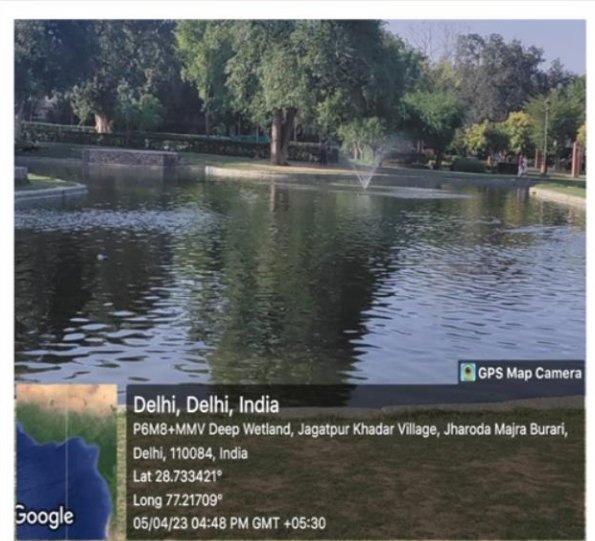 GPS Map Camera
Delhi, Delhi, India
P6M8+MMV Deep Wetland, Jagatpur Khadar Village, Jharoda Majra Burari,
Delhi, 110084, India
Lat 28.733421°
Long 77.21709°
05/04/23 04:48 PM GMT +05:30
Google